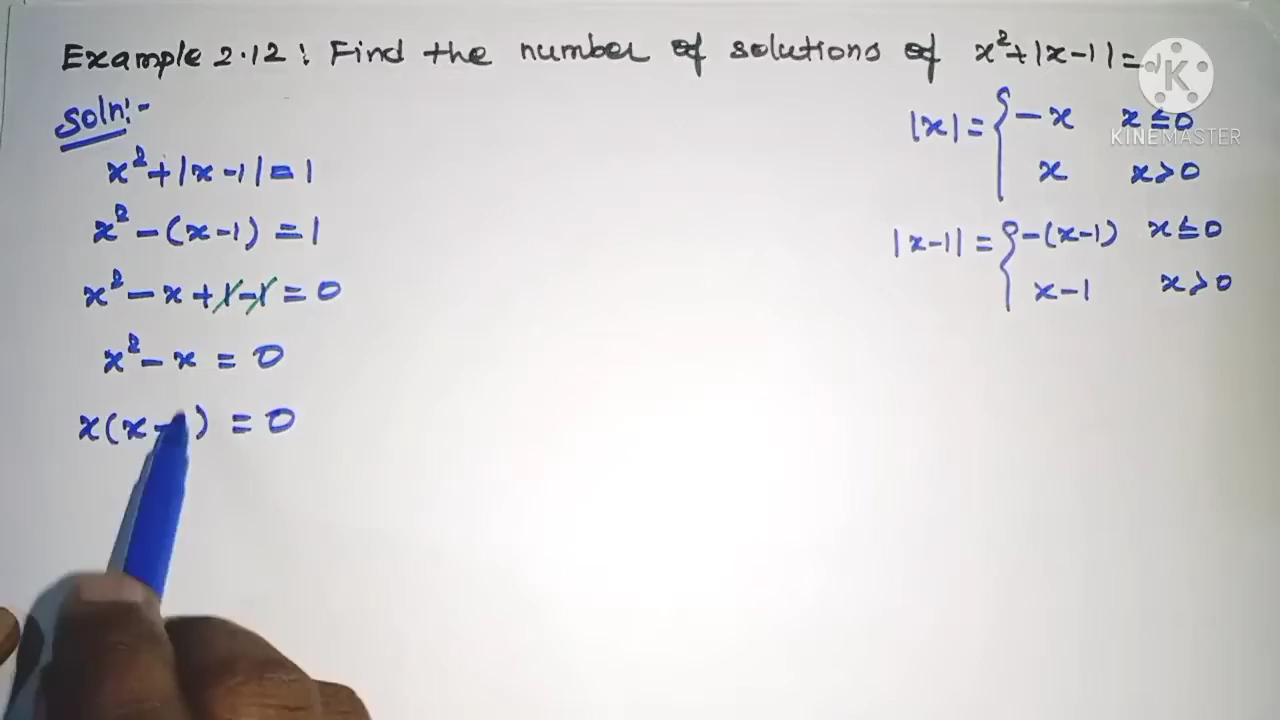 Example 2.12 : Find the number of solutions of x²+|x-1|=
Soln:-
x²+|x-1|=1
x²-(x-1)=1
x²-x+1-1=0
x²-x=0
x(x-1)=0
|x|={-x x≤0
x x>0
|x-1|={-(x-1) x≤0
x-1 x>0
K
KINEMASTER